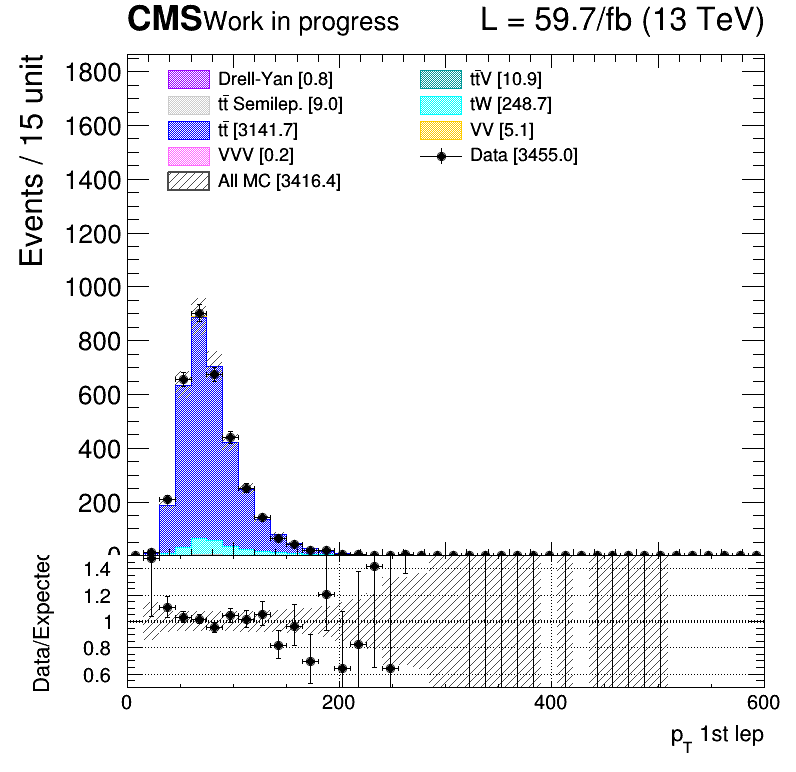 CMS Work in progress L = 59.7/fb (13 TeV)
Events / 15 unit
1800
1600
1400
1200
1000
800
600
400
200
0
Drell-Yan [0.8]
tt̄ Semilep. [9.0]
tt̄ [3141.7]
VVV [0.2]
All MC [3416.4]
tt̄V [10.9]
tW [248.7]
VV [5.1]
Data [3455.0]
Data/Expected
1.4
1.2
1
0.8
0.6
0 200 400 600
p_T 1st lep